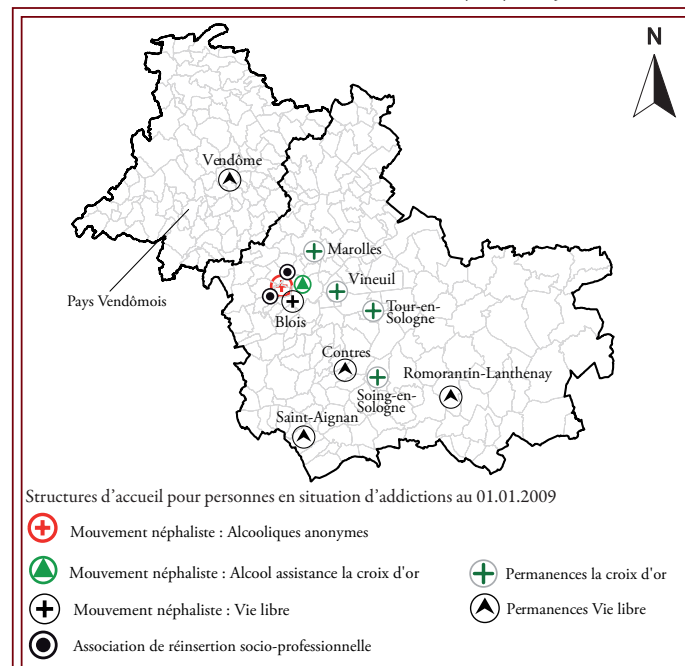 N
Vendôme
Marolles
Vineuil
Pays Vendômois
Tour-en-
Sologne
Blois
Contres
Romorantin-Lanthenay
Soing-en-
Sologne
Saint-Aignan
Structures d'accueil pour personnes en situation d'addictions au 01.01.2009
Mouvement néphaliste : Alcooliques anonymes
Mouvement néphaliste : Alcool assistance la croix d'or
Permanences la croix d'or
Mouvement néphaliste : Vie libre
Permanences Vie libre
Association de réinsertion socio-professionnelle